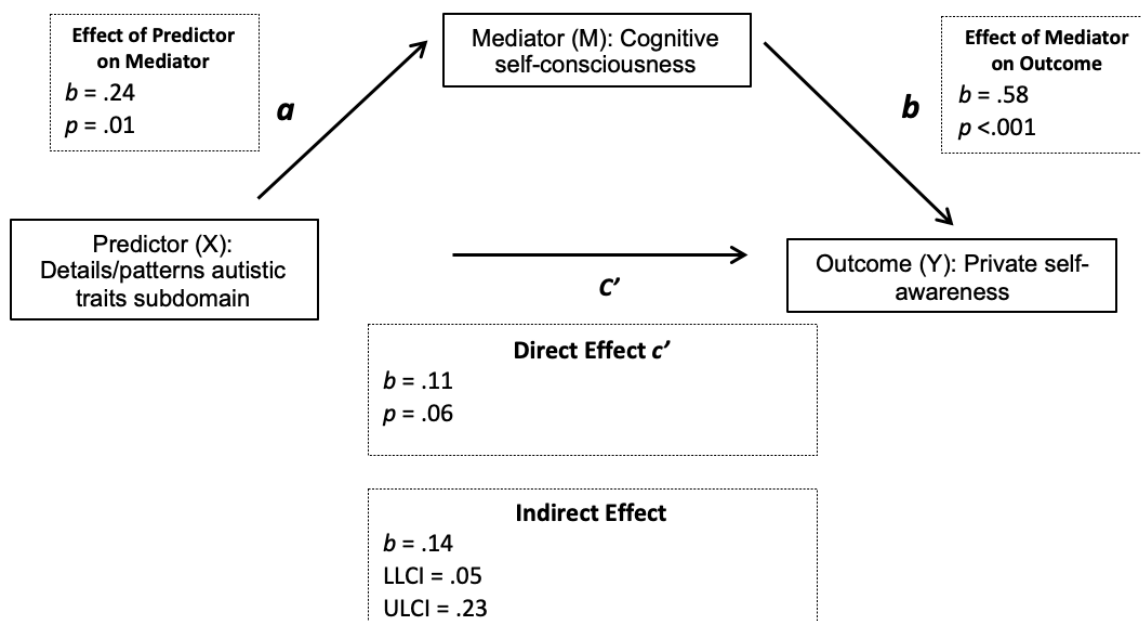 Effect of Predictor
on Mediator
b = .24
p = .01
a
Mediator (M): Cognitive
self-consciousness
b
Effect of Mediator
on Outcome
b = .58
p <.001
Predictor (X):
Details/patterns autistic
traits subdomain
c’
Outcome (Y): Private self-
awareness
Direct Effect c’
b = .11
p = .06
Indirect Effect
b = .14
LLCI = .05
ULCI = .23